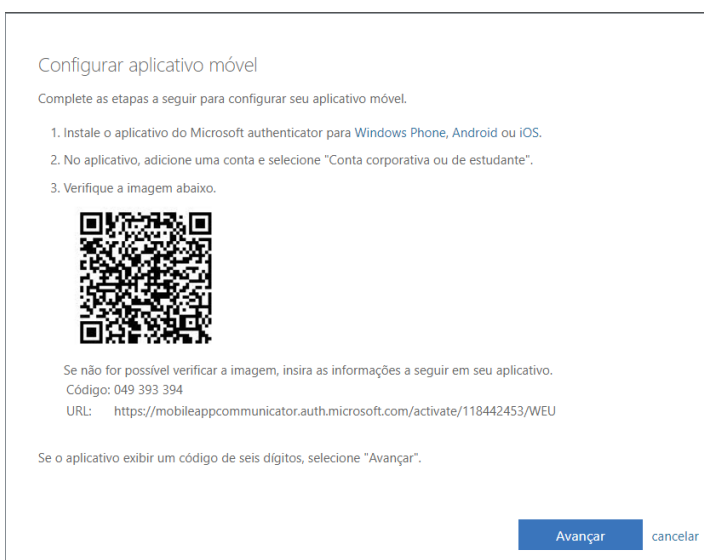 Configurar aplicativo móvel
Complete as etapas a seguir para configurar seu aplicativo móvel.
1. Instale o aplicativo do Microsoft authenticator para Windows Phone, Android ou iOS.
2. No aplicativo, adicione uma conta e selecione "Conta corporativa ou de estudante".
3. Verifique a imagem abaixo.
Se não for possível verificar a imagem, insira as informações a seguir em seu aplicativo.
Código: 049 393 394
URL: https://mobileappcommunicator.auth.microsoft.com/activate/118442453/WEU
Se o aplicativo exibir um código de seis dígitos, selecione "Avançar".
Avançar cancelar